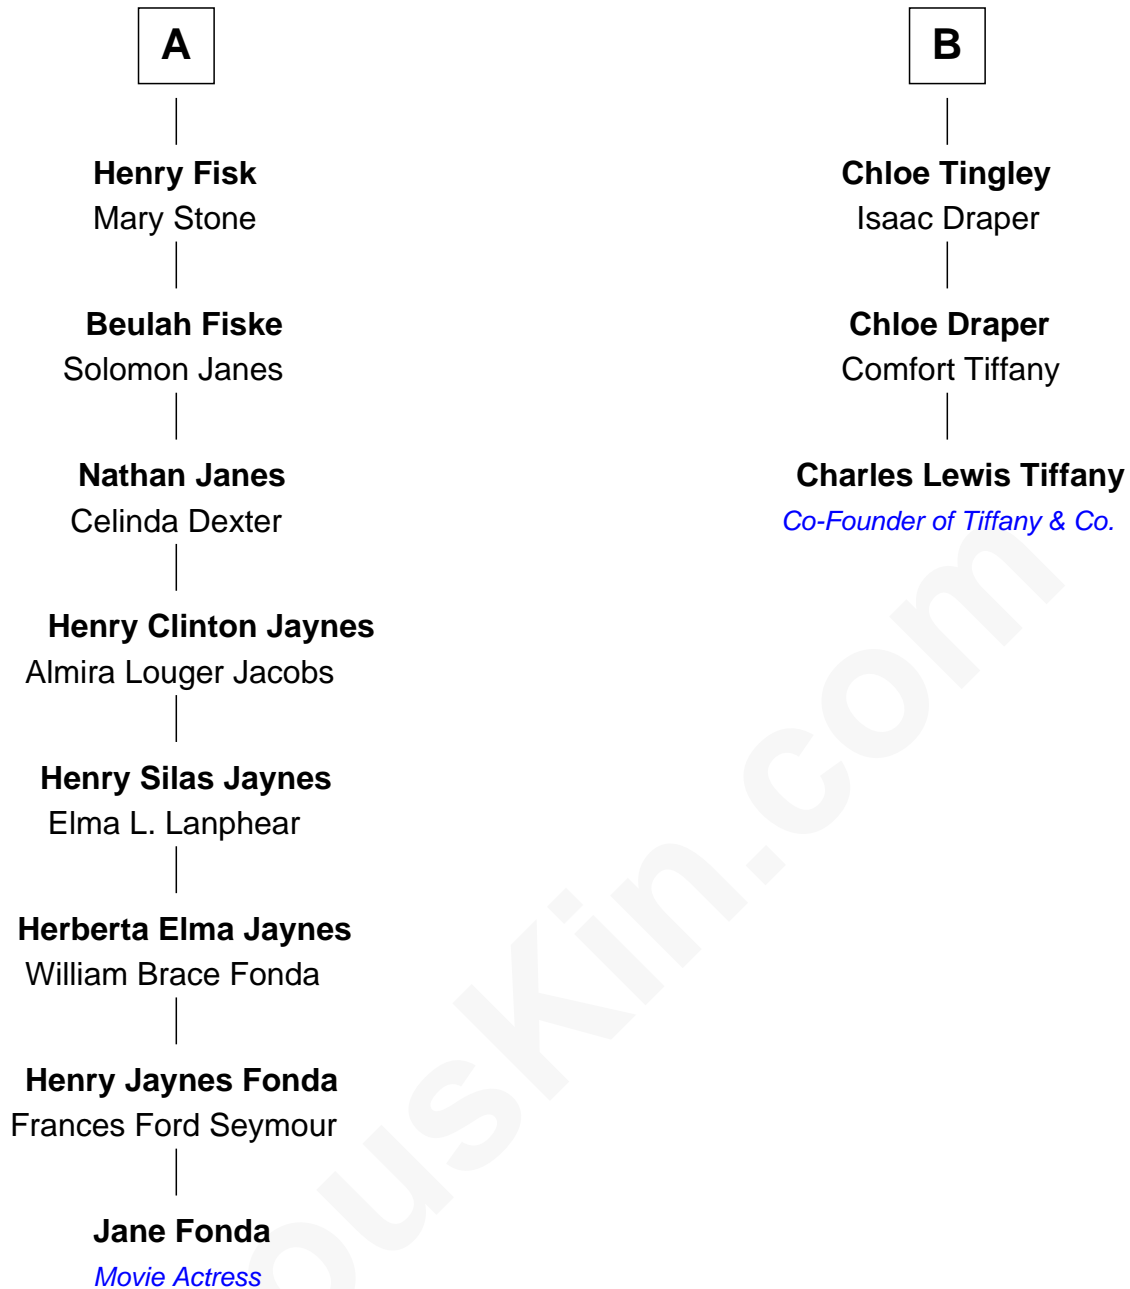 A
Henry Fisk
Mary Stone
Beulah Fiske
Solomon Janes
Nathan Janes
Celinda Dexter
Henry Clinton Jaynes
Almira Louger Jacobs
Henry Silas Jaynes
Elma L. Lanphear
Herberta Elma Jaynes
William Brace Fonda
Henry Jaynes Fonda
Frances Ford Seymour
Jane Fonda
Movie Actress
B
Chloe Tingley
Isaac Draper
Chloe Draper
Comfort Tiffany
Charles Lewis Tiffany
Co-Founder of Tiffany & Co.
ousKin.com